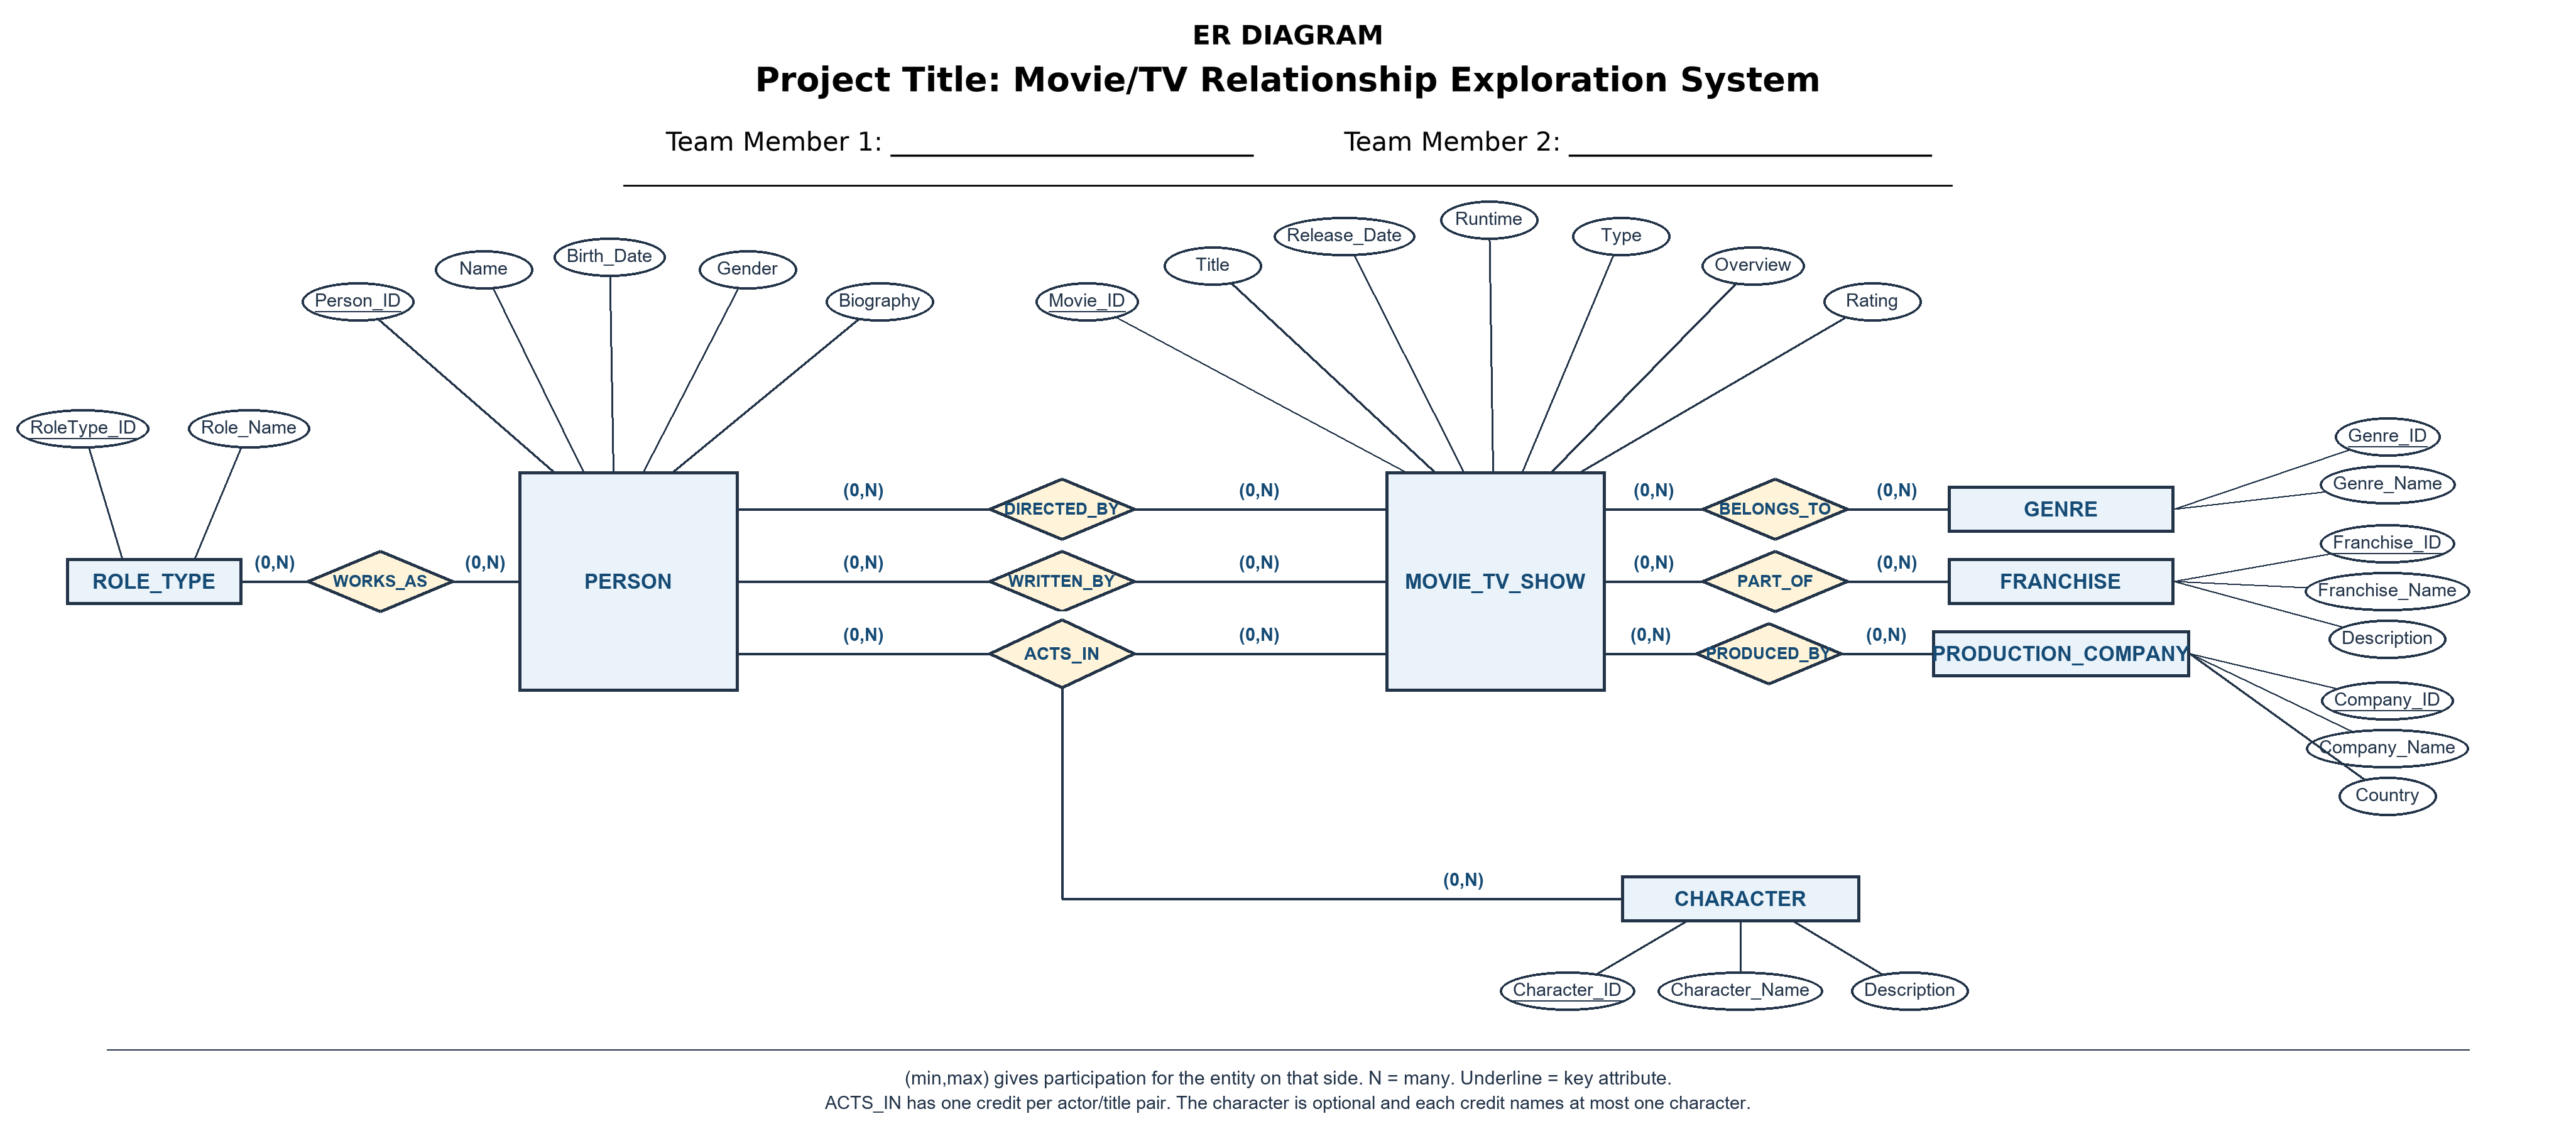 ER DIAGRAM
Project Title: Movie/TV Relationship Exploration System
Team Member 1: ____________________ Team Member 2: ____________________
Runtime
Release_Date
Type
Birth_Date
Name
Gender
Title
Overview
Person_ID
Biography
Movie_ID
Rating
RoleType_ID
Role_Name
Genre_ID
Genre_Name
(0,N)
(0,N)
(0,N)
(0,N)
DIRECTED_BY
BELONGS_TO
GENRE
Franchise_ID
(0,N)
(0,N)
(0,N)
(0,N)
(0,N)
(0,N)
ROLE_TYPE
WORKS_AS
PERSON
WRITTEN_BY
MOVIE_TV_SHOW
PART_OF
FRANCHISE
Franchise_Name
(0,N)
(0,N)
(0,N)
(0,N)
Description
ACTS_IN
PRODUCED_BY
PRODUCTION_COMPANY
Company_ID
Company_Name
Country
(0,N)
CHARACTER
Character_ID
Character_Name
Description
(min,max) gives participation for the entity on that side. N = many. Underline = key attribute.
ACTS_IN has one credit per actor/title pair. The character is optional and each credit names at most one character.